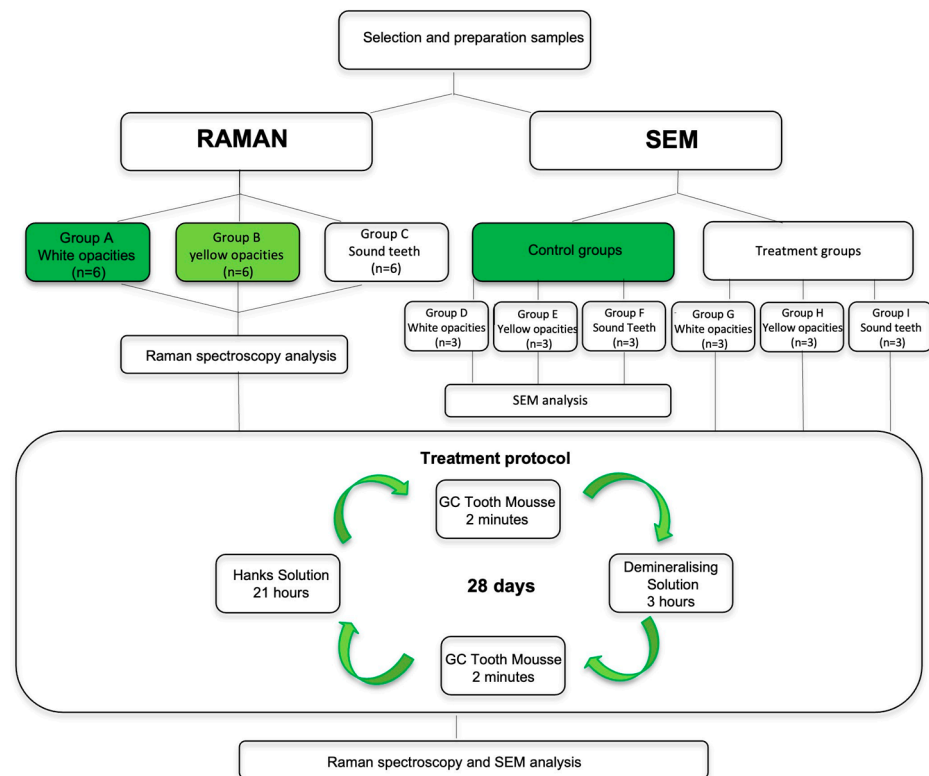 Selection and preparation samples
RAMAN
SEM
Group A
White opacities
(n=6)
Group B
yellow opacities
(n=6)
Group C
Sound teeth
(n=6)
Control groups
Treatment groups
Group D
White opacities
(n=3)
Group E
Yellow opacities
(n=3)
Group F
Sound Teeth
(n=3)
Group G
White opacities
(n=3)
Group H
Yellow opacities
(n=3)
Group I
Sound teeth
(n=3)
Raman spectroscopy analysis
SEM analysis
Treatment protocol
GC Tooth Mousse
2 minutes
Hanks Solution
21 hours
28 days
Demineralising
Solution
3 hours
GC Tooth Mousse
2 minutes
Raman spectroscopy and SEM analysis